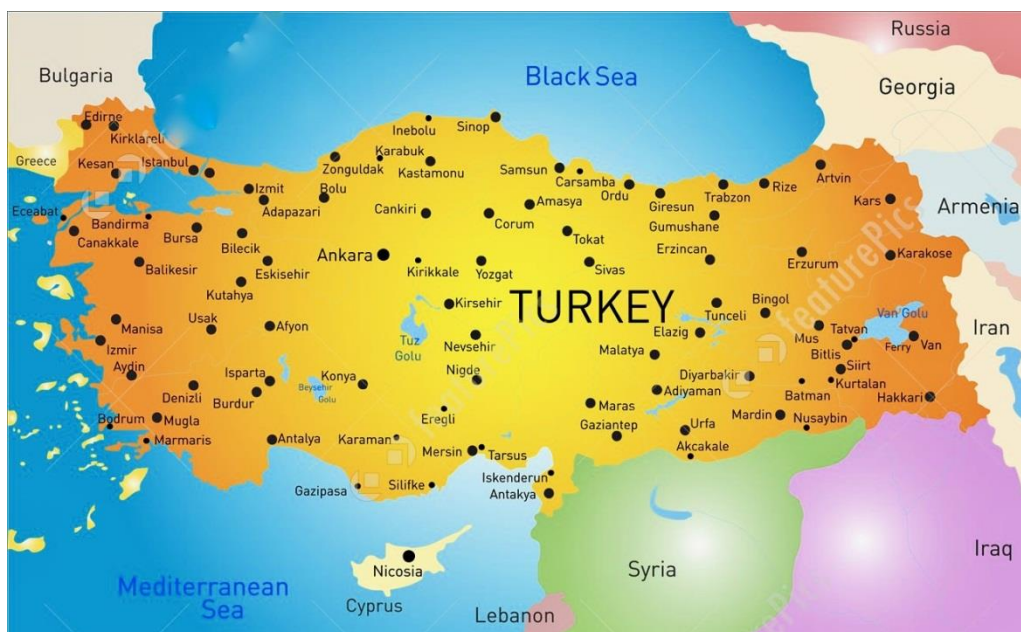 Russia
Bulgaria
Black Sea
Georgia
Edirne
Kirklareli
Inebolu
Sinop
Greece
Kesan
Istanbul
Zonguldak
Karabuk
Kastamonu
Samsun
Carsamba
Artvin
Izmit
Bolu
Ordu
Trabzon
Rize
Kars
Eceabat
Adapazari
Cankiri
Corum
Amasya
Giresun
Armenia
Bandirma
Canakkale
Bursa
Bilecik
Tokat
Gumushane
Erzincan
Ankara
Kirikkale
Yozgat
Sivas
Erzurum
Karakose
Balikesir
Eskisehir
Kutahya
Kirsehir
TURKEY
Bingol
featurePics
Tunceli
Van Golu
Manisa
Usak
Afyon
Tuz
Golu
Nevsehir
Elazig
Mus
Tatvan
Iran
Izmir
Malatya
Bitlis
Ferry
Van
Aydin
Isparta
Konya
Nigde
Diyarbakir
Siirt
Beysehir
Golu
Denizli
Burdur
Adiyaman
Batman
Kurtalan
Hakkari
Bodrum
Mugla
Eregli
Maras
Gaziantep
Mardin
Nusaybin
Marmaris
Antalya
Karaman
Mersin
Tarsus
Urfa
Akcakale
Gazipasa
Silifke
Iskenderun
Antakya
Iraq
Nicosia
Syria
Mediterranean
Sea
Cyprus
Lebanon